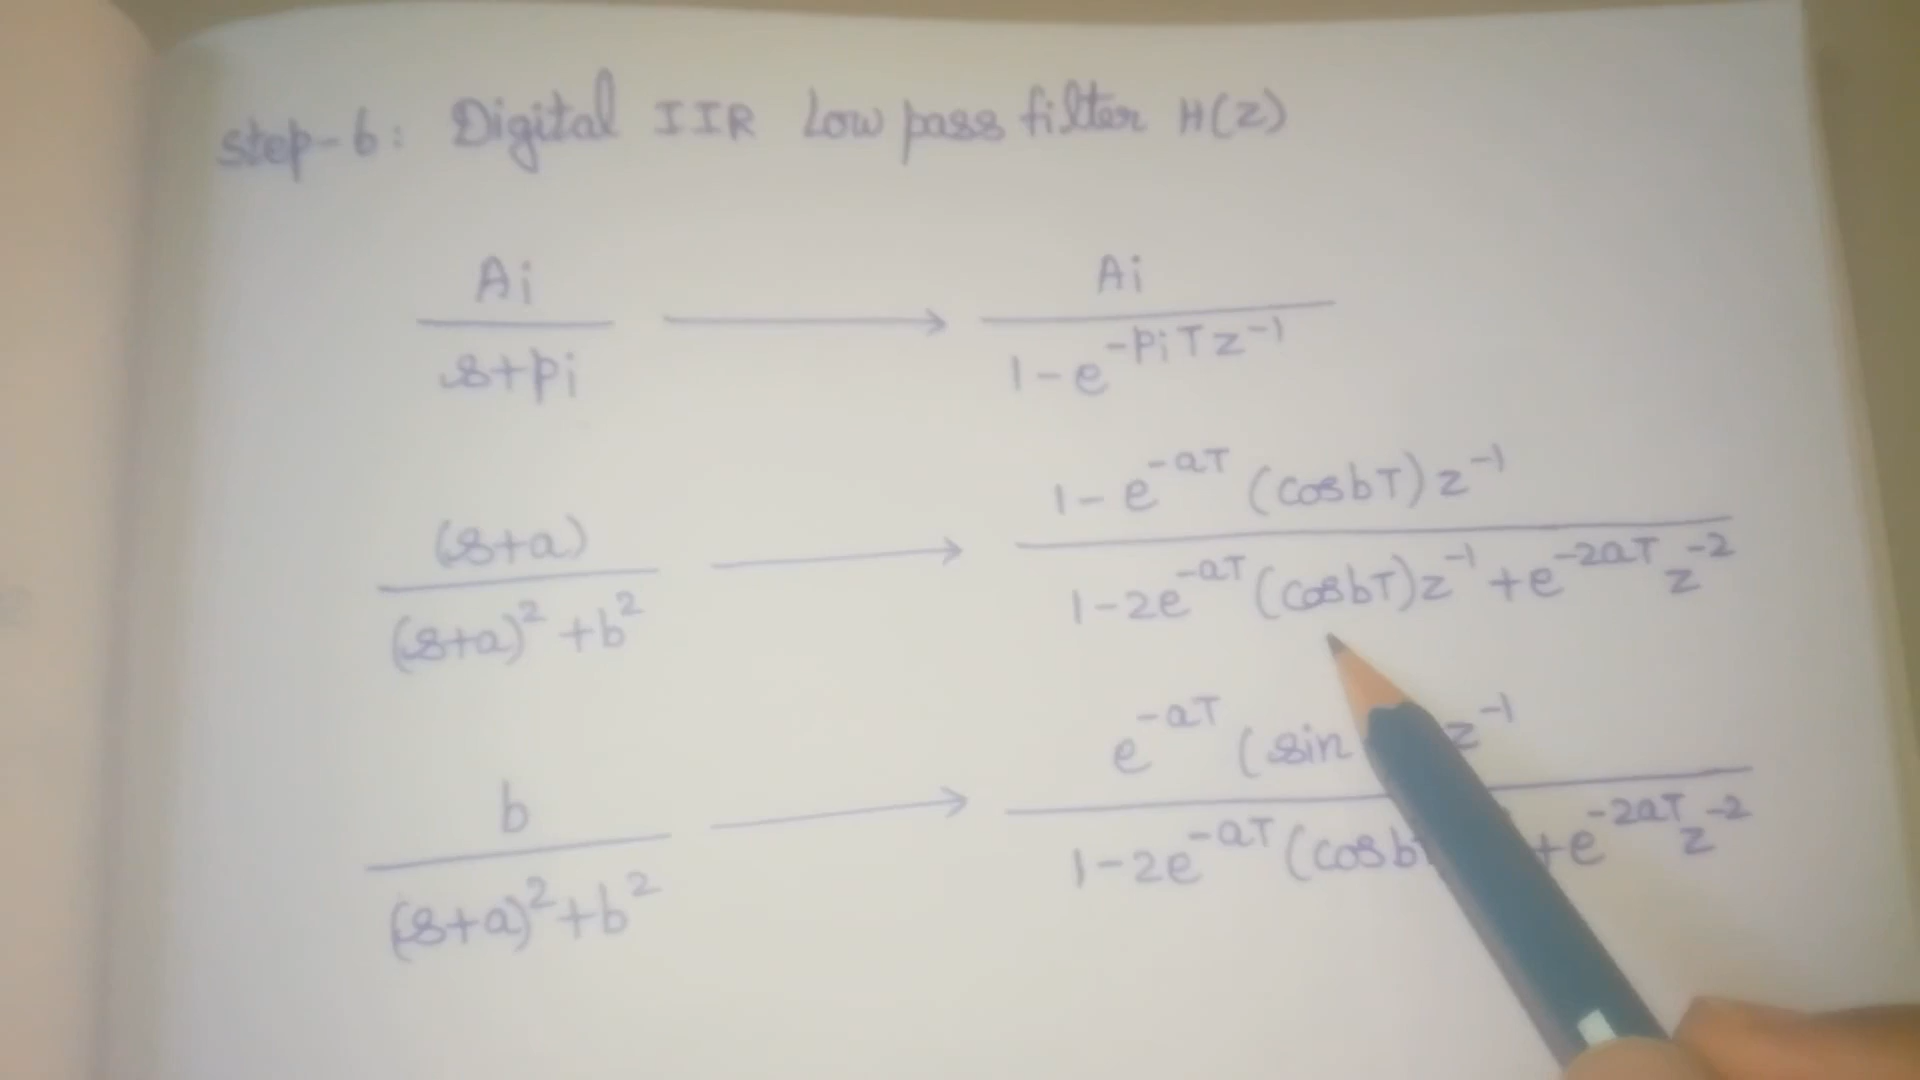 step-6: Digital IIR Low pass filter H(z)
Ai
s+pi
Ai
1-e^-piTz^-1
(s+a)
(s+a)^2+b^2
1-e^-aT (cosbT)z^-1
1-2e^-aT(cosbT)z^-1+e^-2aT z^-2
b
(s+a)^2+b^2
e^-aT (sin z^-1
1-2e^-aT(cosb +e^-2aT z^-2